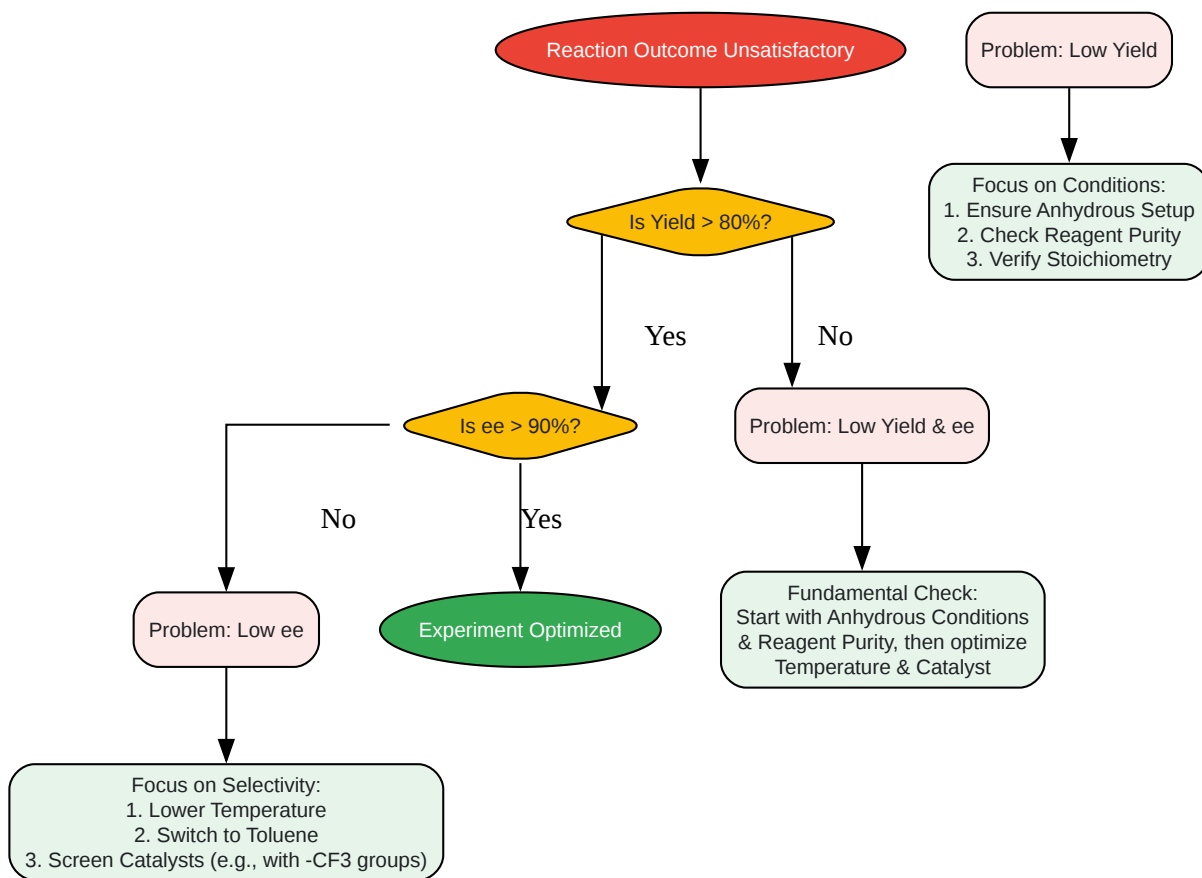 Reaction Outcome Unsatisfactory
Problem: Low Yield
Focus on Conditions:
1. Ensure Anhydrous Setup
2. Check Reagent Purity
3. Verify Stoichiometry
Is Yield > 80%?
Yes
No
Is ee > 90%?
Problem: Low Yield & ee
No
Yes
Problem: Low ee
Experiment Optimized
Fundamental Check:
Start with Anhydrous Conditions
& Reagent Purity, then optimize
Temperature & Catalyst
Focus on Selectivity:
1. Lower Temperature
2. Switch to Toluene
3. Screen Catalysts (e.g., with -CF3 groups)